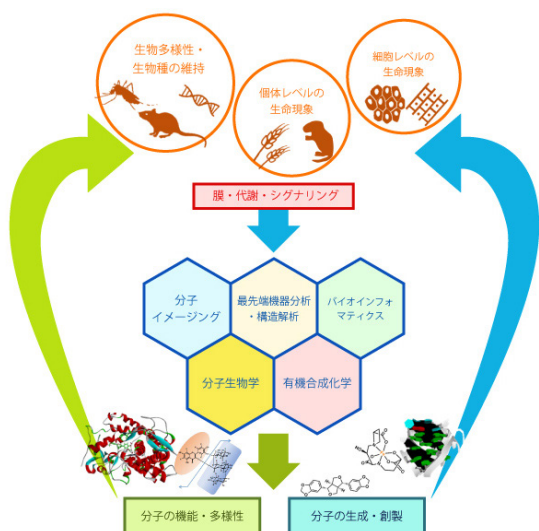 生物多様性・
生物種の維持
細胞レベルの
生命現象
個体レベルの
生命現象
膜・代謝・シグナリング
分子
イメージング
最先端機器分析
・構造解析
バイオインフォ
マティクス
分子生物学
有機合成化学
分子の機能・多様性
分子の生成・創製